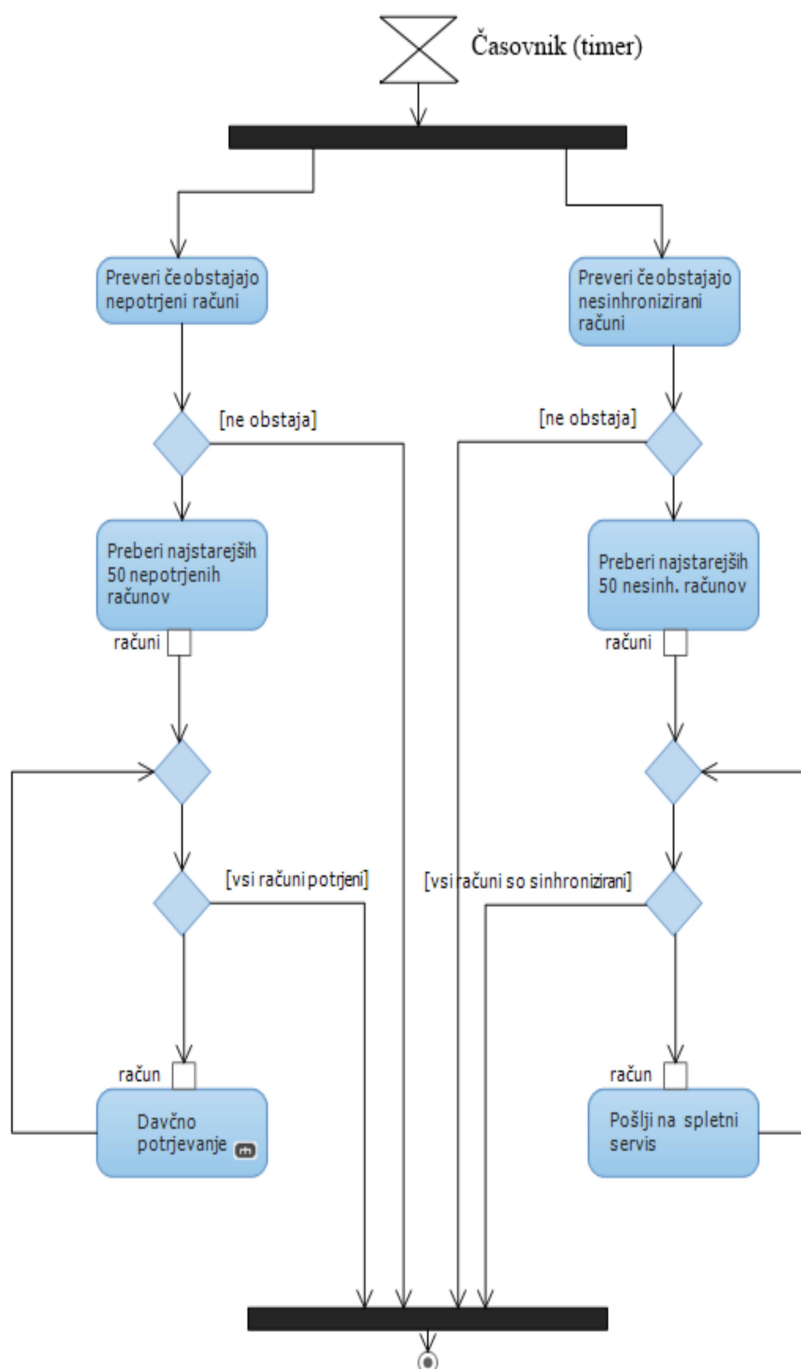 Časovnik (timer)
Preveri če obstajajo
nepotrjeni računi
Preveri če obstajajo
nesinhronizirani
računi
[ne obstaja]
[ne obstaja]
Preberi najstarejših
50 nepotrjenih
računov
Preberi najstarejših
50 nesinh. računov
računi
računi
[vsi računi potrjeni]
[vsi računi so sinhronizirani]
račun
račun
Davčno
potrjevanje
Pošlji na spletni
servis